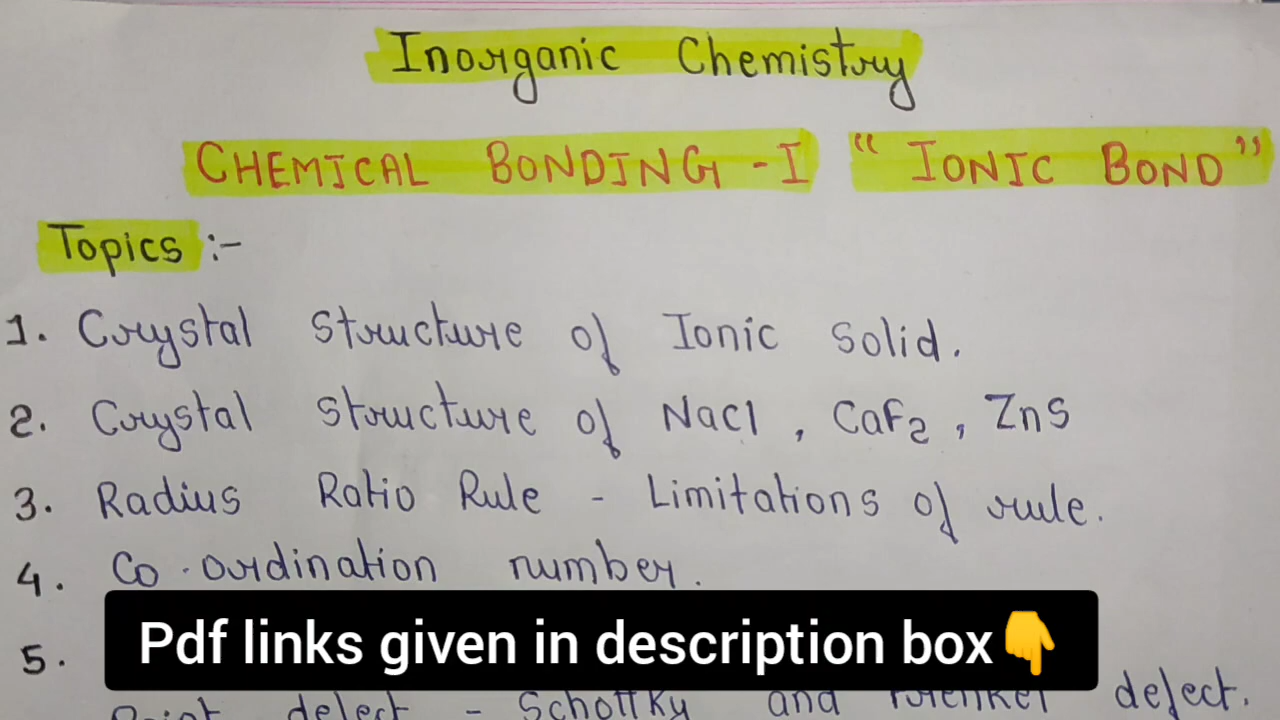 Inorganic Chemistry
CHEMICAL BONDING - I “ IONIC BOND ”
Topics :-
1. Crystal structure of Ionic solid.
2. Crystal structure of NaCl , CaF2 , ZnS
3. Radius Ratio Rule - Limitations of rule.
4. Co-ordination number.
5.
Pdf links given in description box👇
Point defect - Schottky and Frenkel defect.